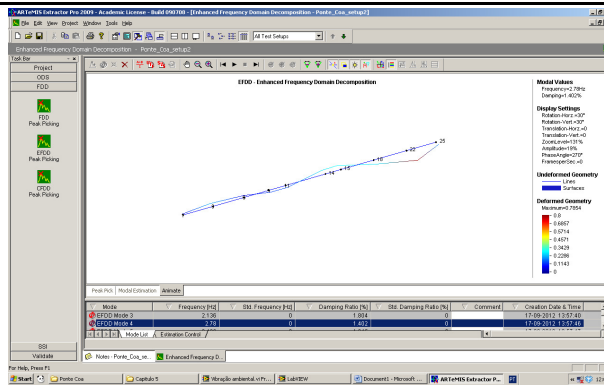 ARTeMIS Extractor Pro 2009 - Academic License - Build 090700 - [Enhanced Frequency Domain Decomposition - Ponte_Coa_setup2]
File Edit View Project Window Tools Help
All Test Setups
Enhanced Frequency Domain Decomposition - Ponte_Coa_setup2
Task Bar
Project
ODS
FDD
FDD
Peak Picking
EFDD
Peak Picking
CFDD
Peak Picking
SSI
Validate
EFDD - Enhanced Frequency Domain Decomposition
11
14
15
18
22
25
Modal Values
Frequency=2.78Hz
Damping=1.402%
Display Settings
Rotation-Horz.=30°
Rotation-Vert.=30°
Translation-Horz.=0
Translation-Vert.=0
ZoomLevel=131%
Amplitude=19%
PhaseAngle=270°
FramesperSec.=0
Undeformed Geometry
Lines
Surfaces
Deformed Geometry
Maximum=0.7854
0.8
0.6857
0.5714
0.4571
0.3429
0.2286
0.1143
0
Peak Pick Modal Estimation Animate
Mode Frequency [Hz] Std. Frequency [Hz] Damping Ratio [%] Std. Damping Ratio [%] Comment Creation Date & Time
EFDD Mode 3 2.136 0 1.804 0 17-09-2012 13:57:40
EFDD Mode 4 2.78 0 1.402 0 17-09-2012 13:57:46
Mode List Estimation Control
Notes - Ponte_Coa_se... Enhanced Frequency D...
For Help, Press F1
Start Ponte Coa Capitulo 5 Vibração ambiental.vi Fr... LabVIEW Document1 - Microsoft ... ARTeMIS Extractor P... PT